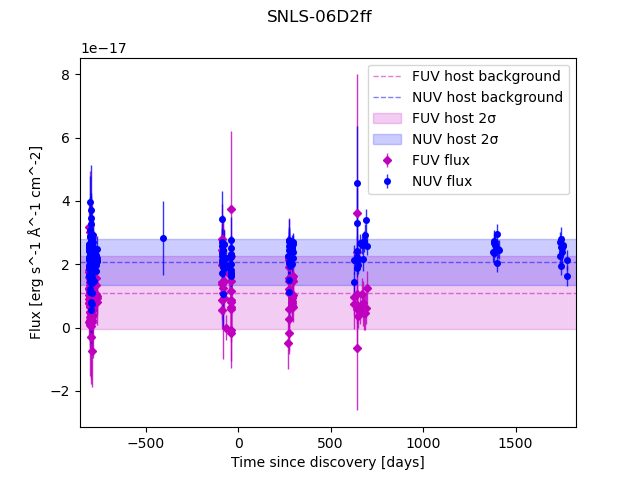 SNLS-06D2ff
1e−17
FUV host background
NUV host background
FUV host 2σ
NUV host 2σ
FUV flux
NUV flux
8
6
4
2
0
−2
Flux [erg s^-1 Å^-1 cm^-2]
−500
0
500
1000
1500
Time since discovery [days]